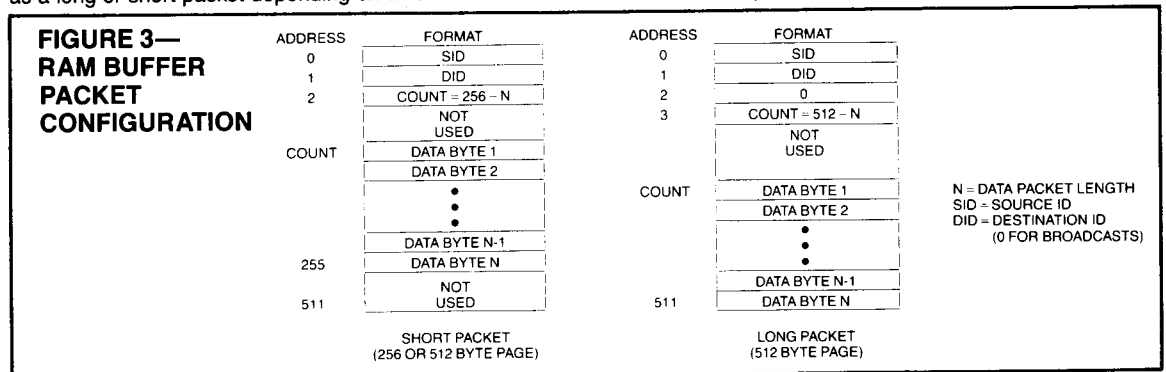 FIGURE 3—
RAM BUFFER
PACKET
CONFIGURATION
ADDRESS FORMAT
0 SID
1 DID
2 COUNT = 256 – N
NOT
USED
COUNT DATA BYTE 1
DATA BYTE 2
•
•
•
DATA BYTE N-1
255 DATA BYTE N
NOT
511 USED
SHORT PACKET
(256 OR 512 BYTE PAGE)
ADDRESS FORMAT
0 SID
1 DID
2 0
3 COUNT = 512 – N
NOT
USED
COUNT DATA BYTE 1
DATA BYTE 2
•
•
•
DATA BYTE N-1
511 DATA BYTE N
LONG PACKET
(512 BYTE PAGE)
N = DATA PACKET LENGTH
SID = SOURCE ID
DID = DESTINATION ID
(0 FOR BROADCASTS)